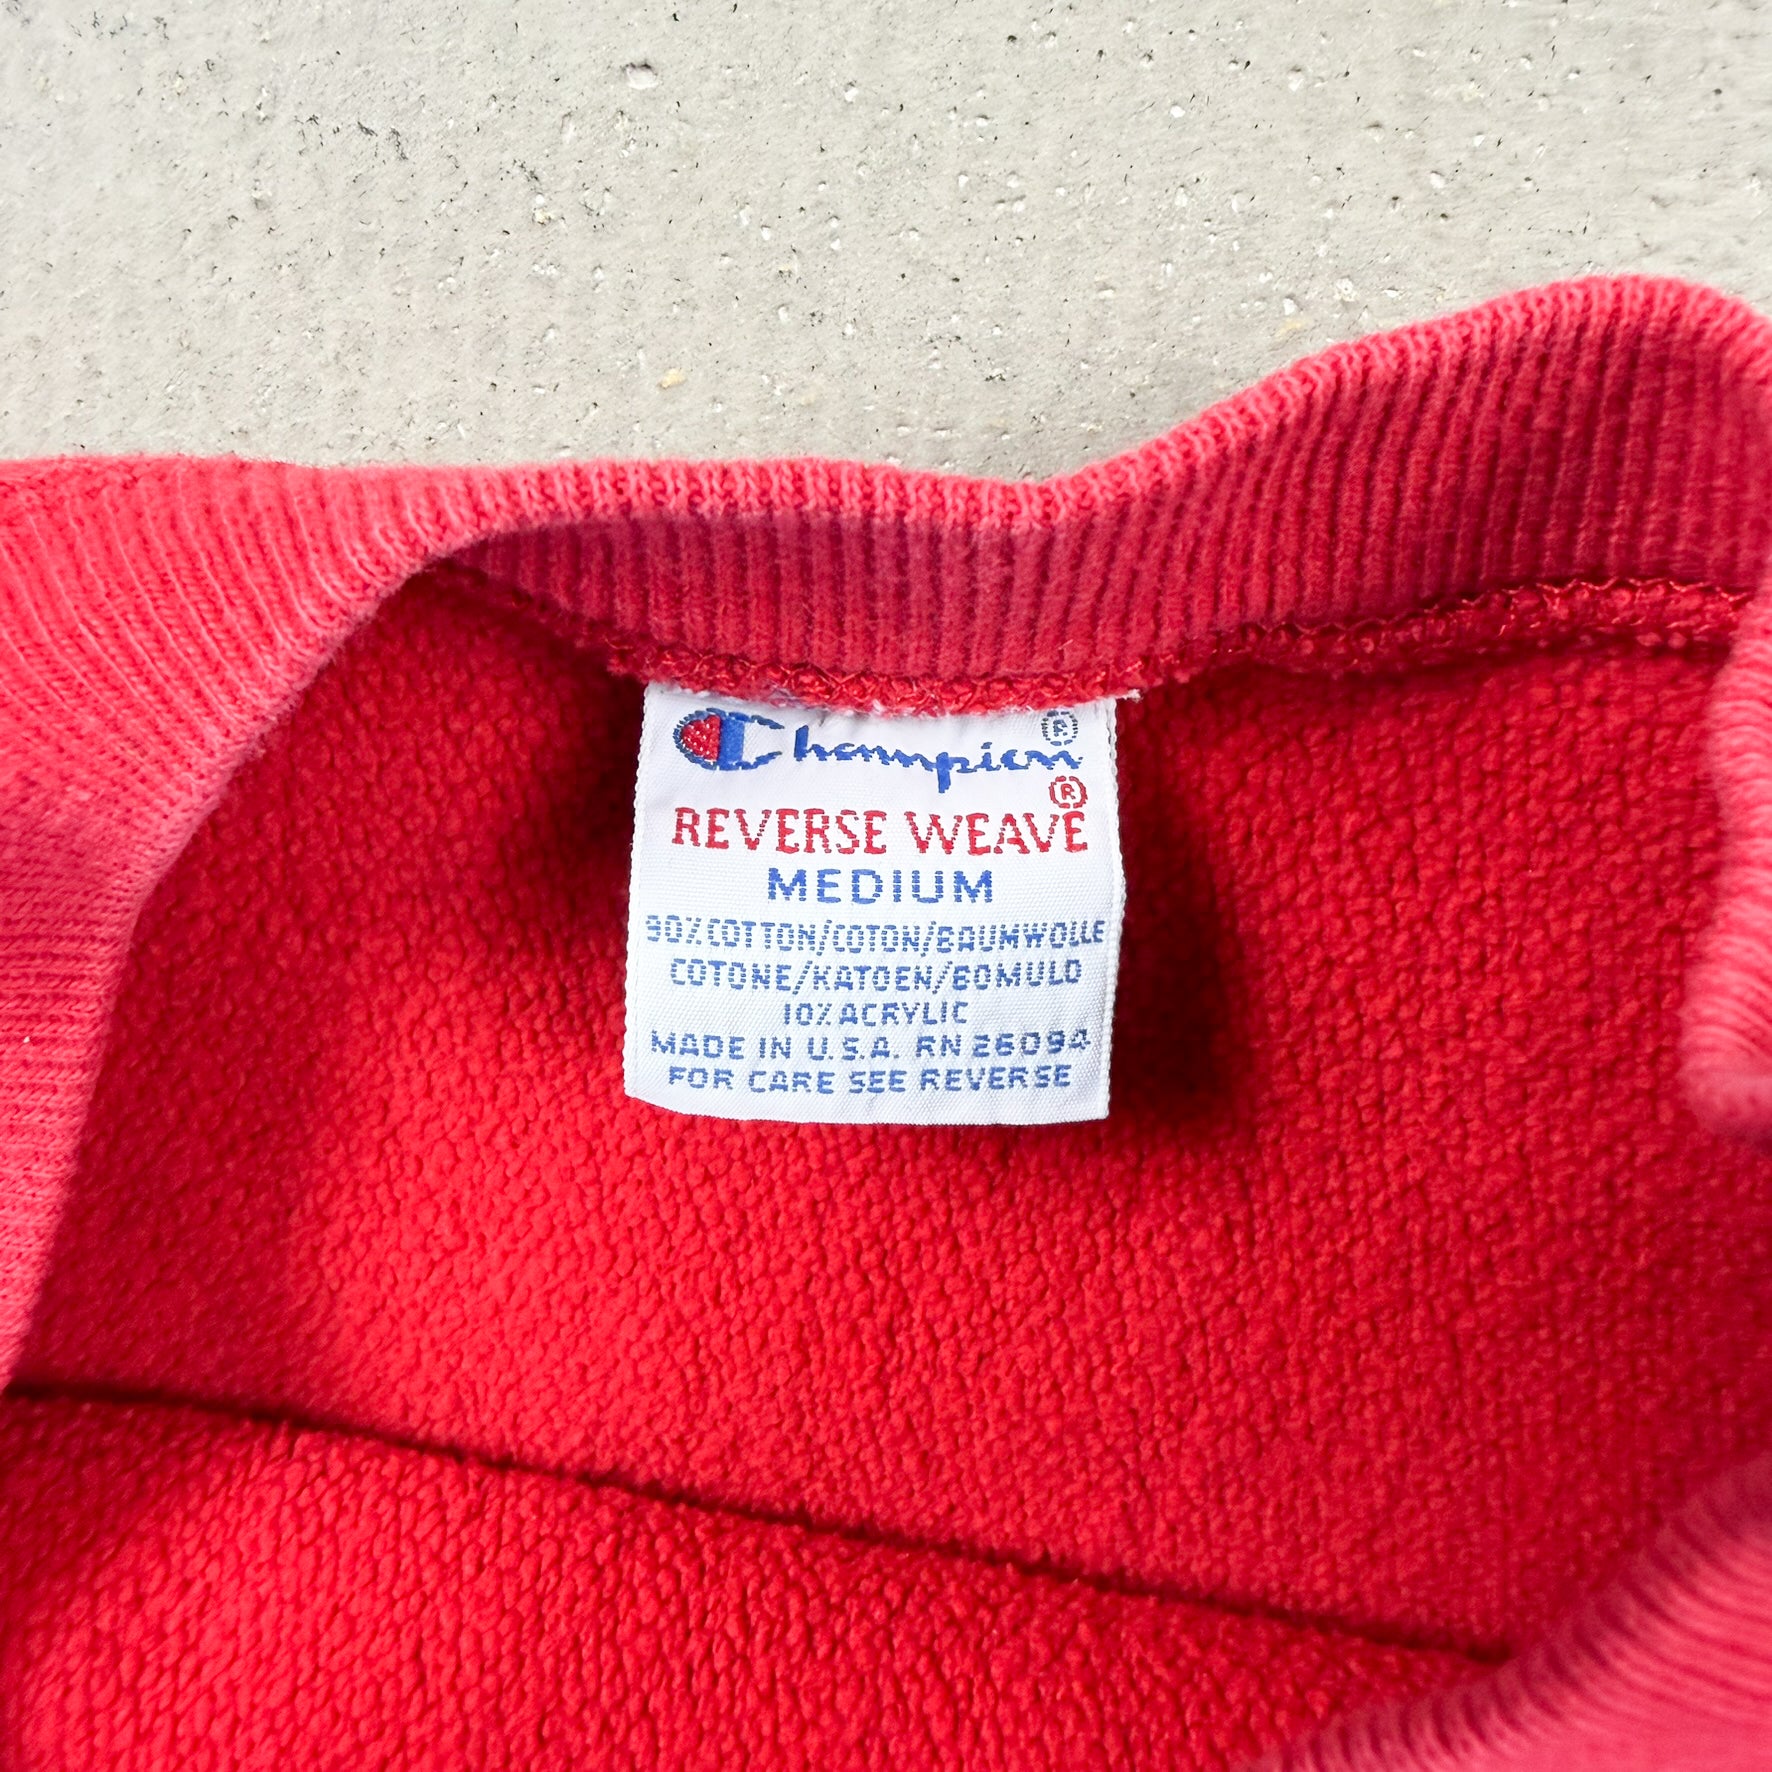 Champion®
REVERSE WEAVE®
MEDIUM
90% COTTON/COTON/BAUMWOLLE
COTONE/KATOEN/BOMULD
10% ACRYLIC
MADE IN U.S.A. RN 26094
FOR CARE SEE REVERSE